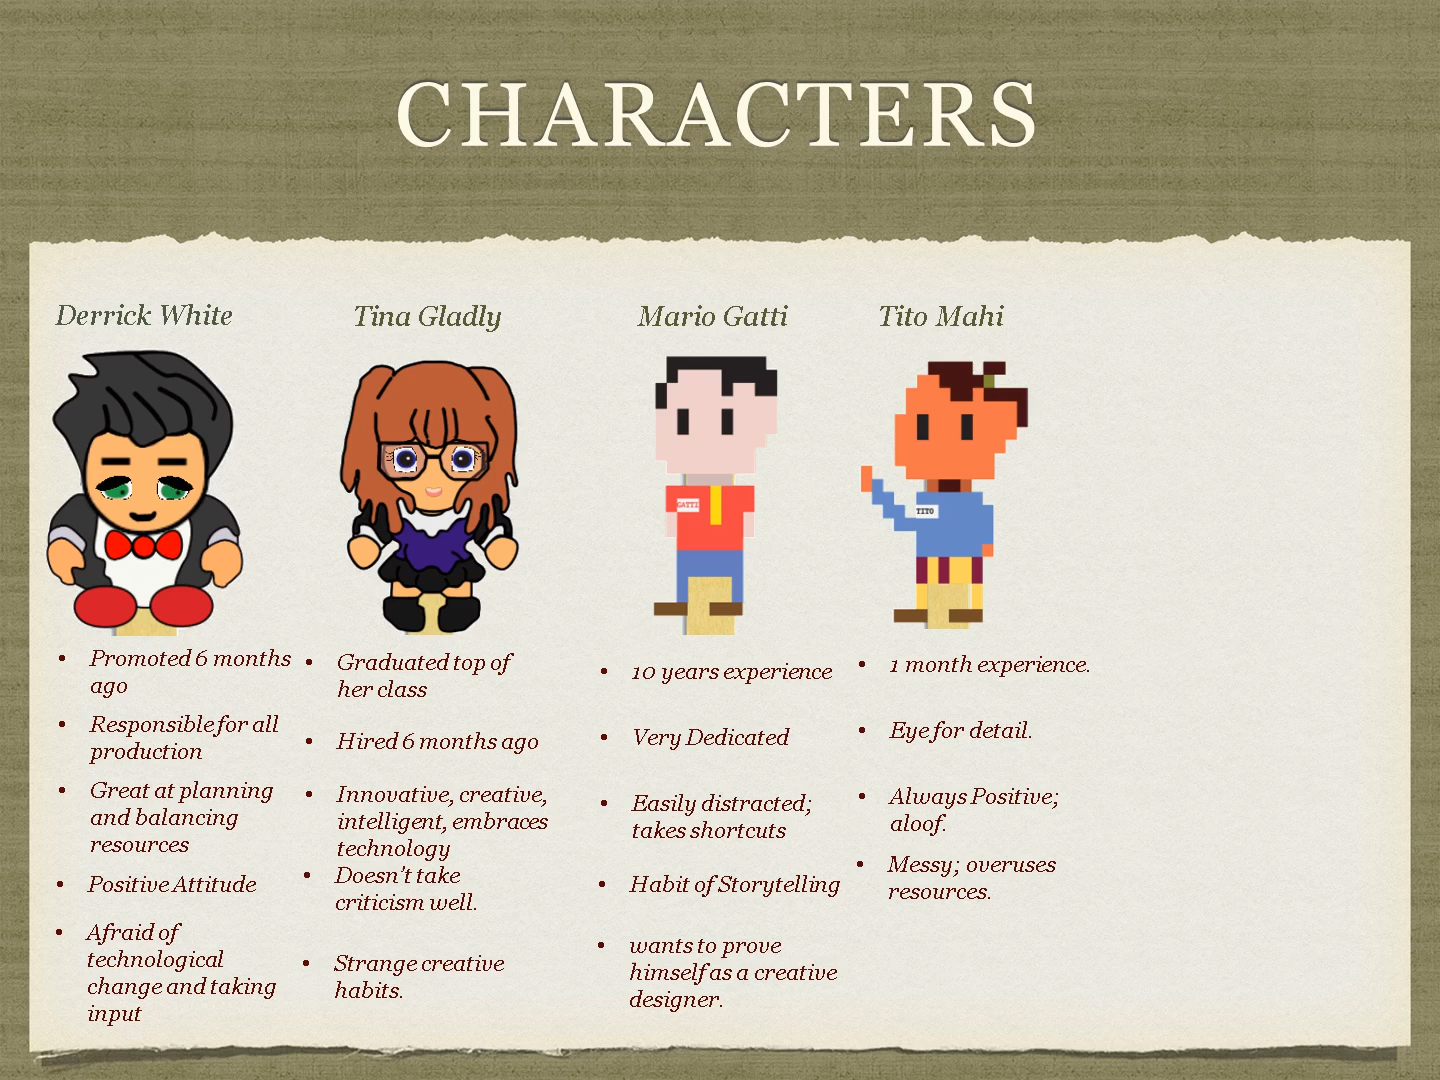 CHARACTERS
Derrick White
Tina Gladly
Mario Gatti
Tito Mahi
GATTI
TITO
• Promoted 6 months
ago
• Responsible for all
production
• Great at planning
and balancing
resources
• Positive Attitude
• Afraid of
technological
change and taking
input
• Graduated top of
her class
• Hired 6 months ago
• Innovative, creative,
intelligent, embraces
technology
• Doesn't take
criticism well.
• Strange creative
habits.
• 10 years experience
• Very Dedicated
• Easily distracted;
takes shortcuts
• Habit of Storytelling
• wants to prove
himself as a creative
designer.
• 1 month experience.
• Eye for detail.
• Always Positive;
aloof.
• Messy; overuses
resources.